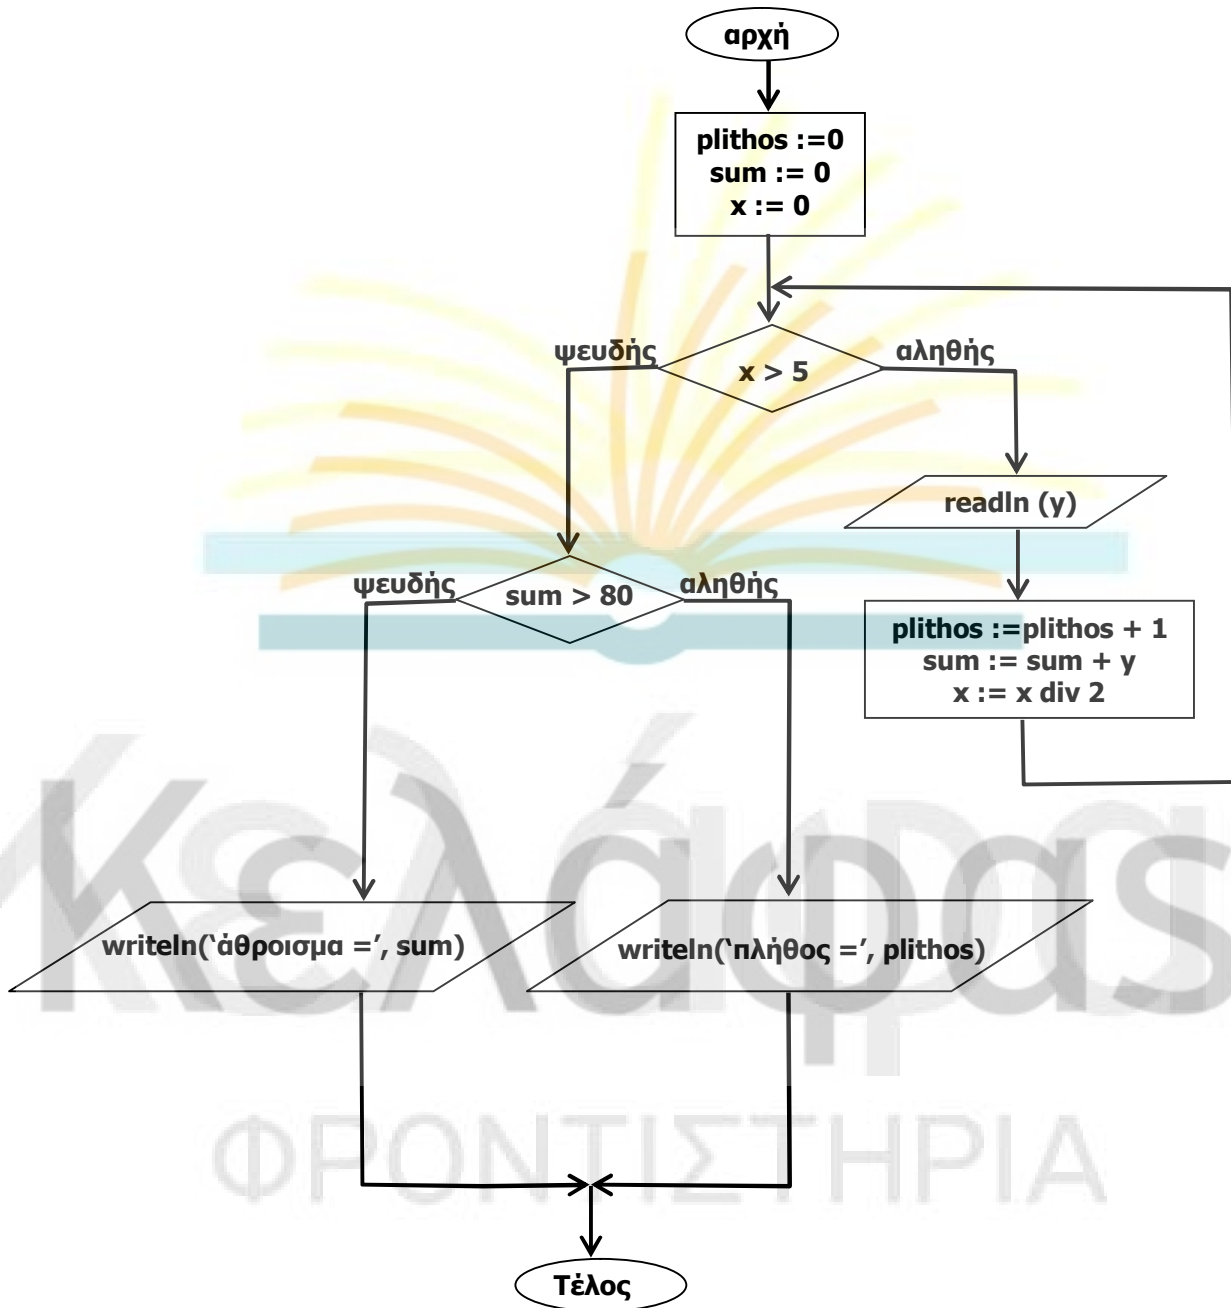 αρχή
plithos :=0
sum := 0
x := 0
ψευδής
x > 5
αληθής
readln (y)
ψευδής
sum > 80
αληθής
plithos :=plithos + 1
sum := sum + y
x := x div 2
writeln(‘άθροισμα =’, sum)
writeln(‘πλήθος =’, plithos)
Κελάφας
ΦΡΟΝΤΙΣΤΗΡΙΑ
Τέλος